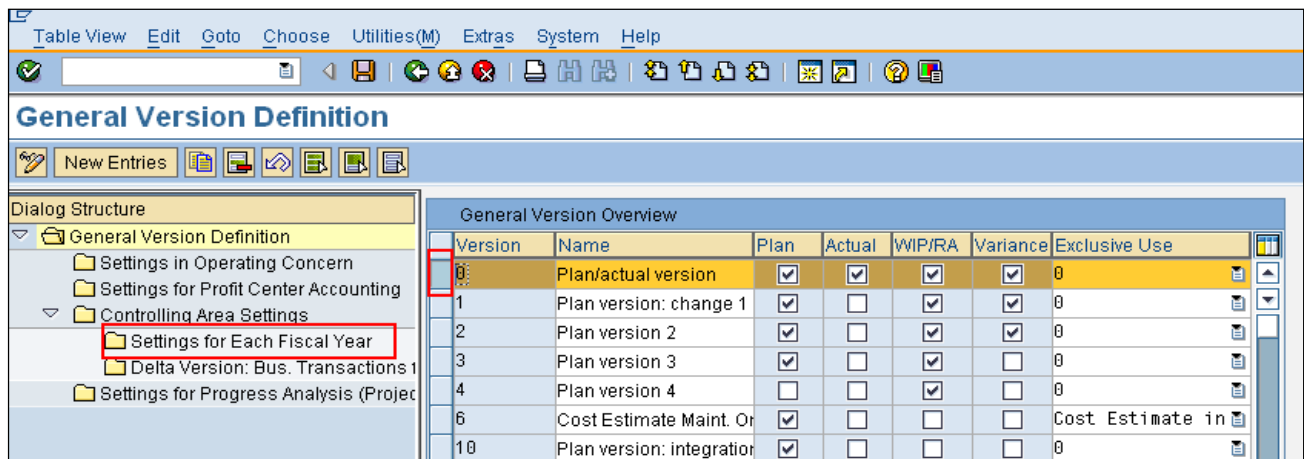 Table View Edit Goto Choose Utilities(M) Extras System Help
General Version Definition
New Entries
Dialog Structure
General Version Definition
Settings in Operating Concern
Settings for Profit Center Accounting
Controlling Area Settings
Settings for Each Fiscal Year
Delta Version: Bus. Transactions f
Settings for Progress Analysis (Projec
General Version Overview
Version Name Plan Actual WIP/RA Variance Exclusive Use
0 Plan/actual version 0
1 Plan version: change 1 0
2 Plan version 2 0
3 Plan version 3 0
4 Plan version 4 0
6 Cost Estimate Maint. Or Cost Estimate in
10 Plan version: integration 0